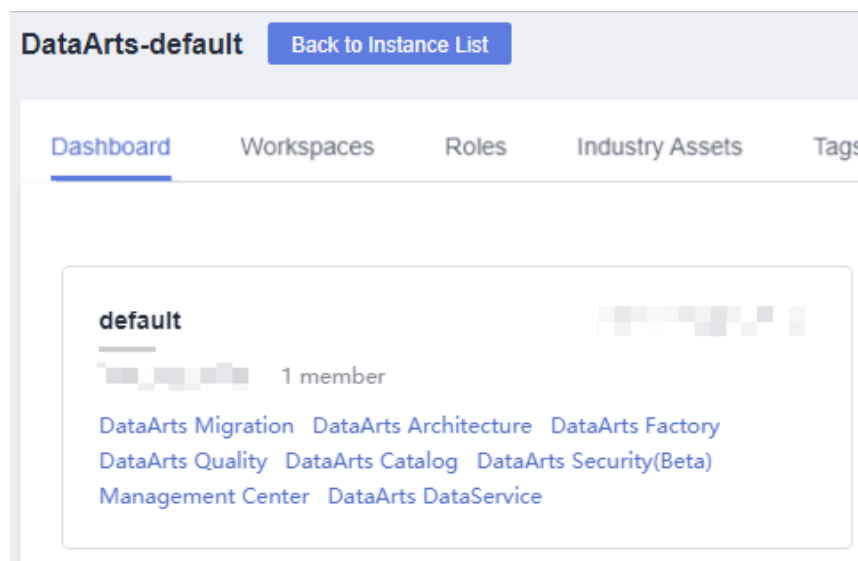 DataArts-default Back to Instance List
Dashboard Workspaces Roles Industry Assets Tags
default
1 member
DataArts Migration DataArts Architecture DataArts Factory
DataArts Quality DataArts Catalog DataArts Security(Beta)
Management Center DataArts DataService